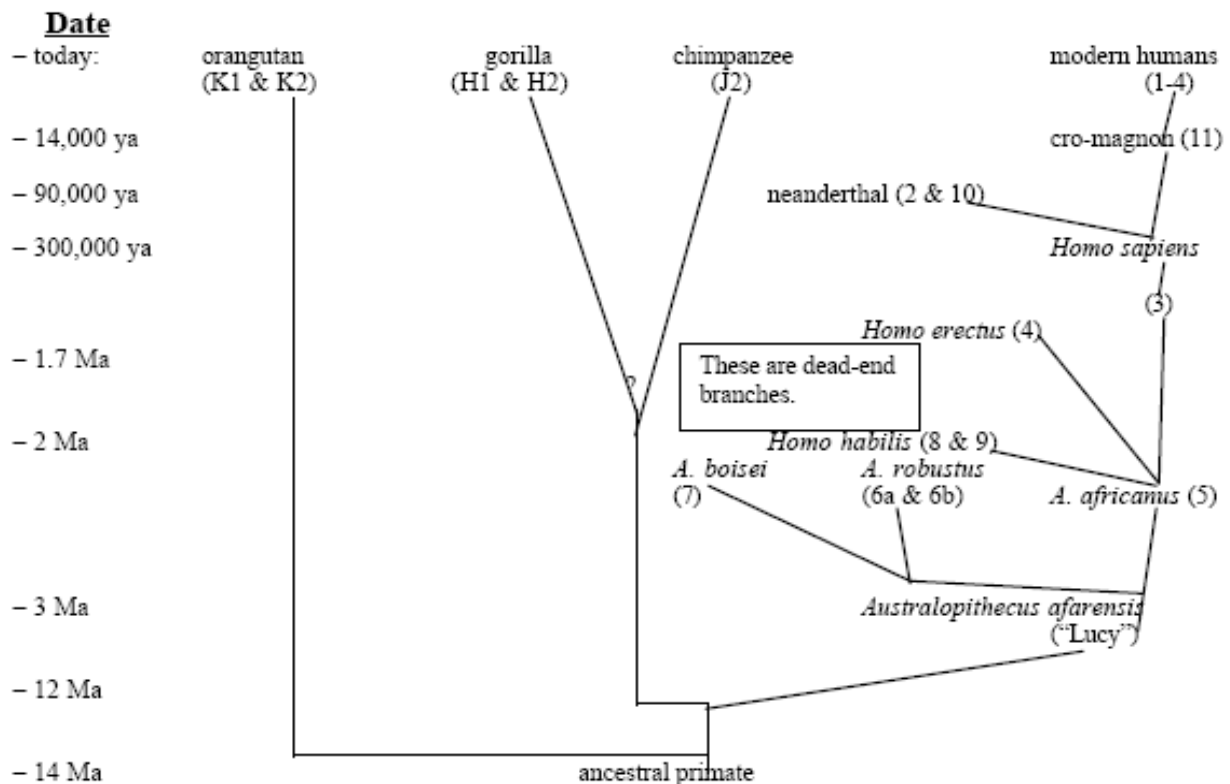 Date
– today: orangutan gorilla chimpanzee modern humans
(K1 & K2) (H1 & H2) (J2) (1-4)
– 14,000 ya cro-magnon (11)
– 90,000 ya neanderthal (2 & 10)
– 300,000 ya Homo sapiens
(3)
Homo erectus (4)
– 1.7 Ma These are dead-end
branches.
?
– 2 Ma Homo habilis (8 & 9)
A. boisei A. robustus
(7) (6a & 6b) A. africanus (5)
– 3 Ma Australopithecus afarensis
(“Lucy”)
– 12 Ma
– 14 Ma ancestral primate